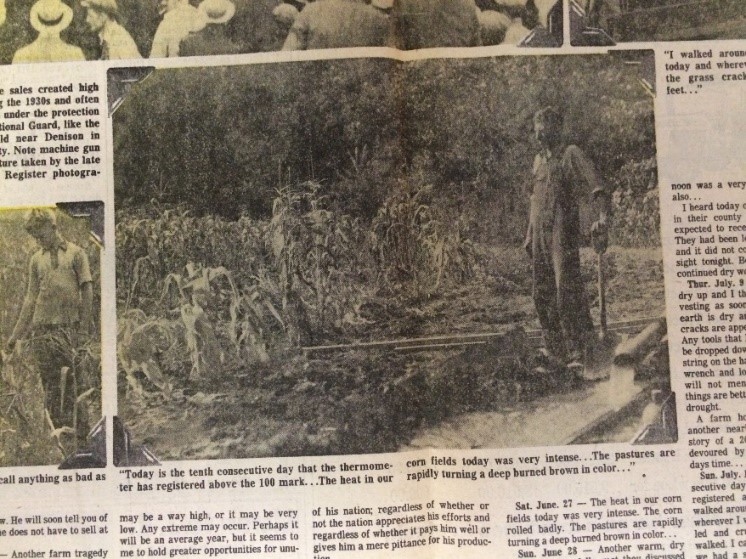 e sales created high
g the 1930s and often
under the protection
tional Guard, like the
ld near Denison in
ty. Note machine gun
ture taken by the late
Register photogra-
"I walked aroun
today and wherev
the grass crack
feet..."
call anything as bad as
"Today is the tenth consecutive day that the thermome-
ter has registered above the 100 mark...The heat in our
corn fields today was very intense...The pastures are
rapidly turning a deep burned brown in color..."
w. He will soon tell you of
e does not have to sell at
— Another farm tragedy
may be a way high, or it may be very
low. Any extreme may occur. Perhaps it
will be an average year, but it seems to
me to hold greater opportunities for unu-
of his nation; regardless of whether or
not the nation appreciates his efforts and
regardless of whether it pays him well or
gives him a mere pittance for his produc-
tion
Sat. June. 27 — The heat in our corn
fields today was very intense. The corn
rolled badly. The pastures are rapidly
turning a deep burned brown in color...
Sun. June 28 — Another warm, dry
noon was a very
also...
I heard today o
in their county
expected to rece
They had been le
and it did not co
sight tonight. Be
continued dry we
Thur. July. 9
dry up and I th
vesting as soon
earth is dry an
cracks are appe
Any tools that
be dropped dow
string on the ha
wrench and lo
will not men
things are bett
drought.
A farm ho
another near
story of a 20
devoured by
days time...
Sun. July.
secutive day
registered a
walked arou
wherever I
led and cr
walked. I c
we had